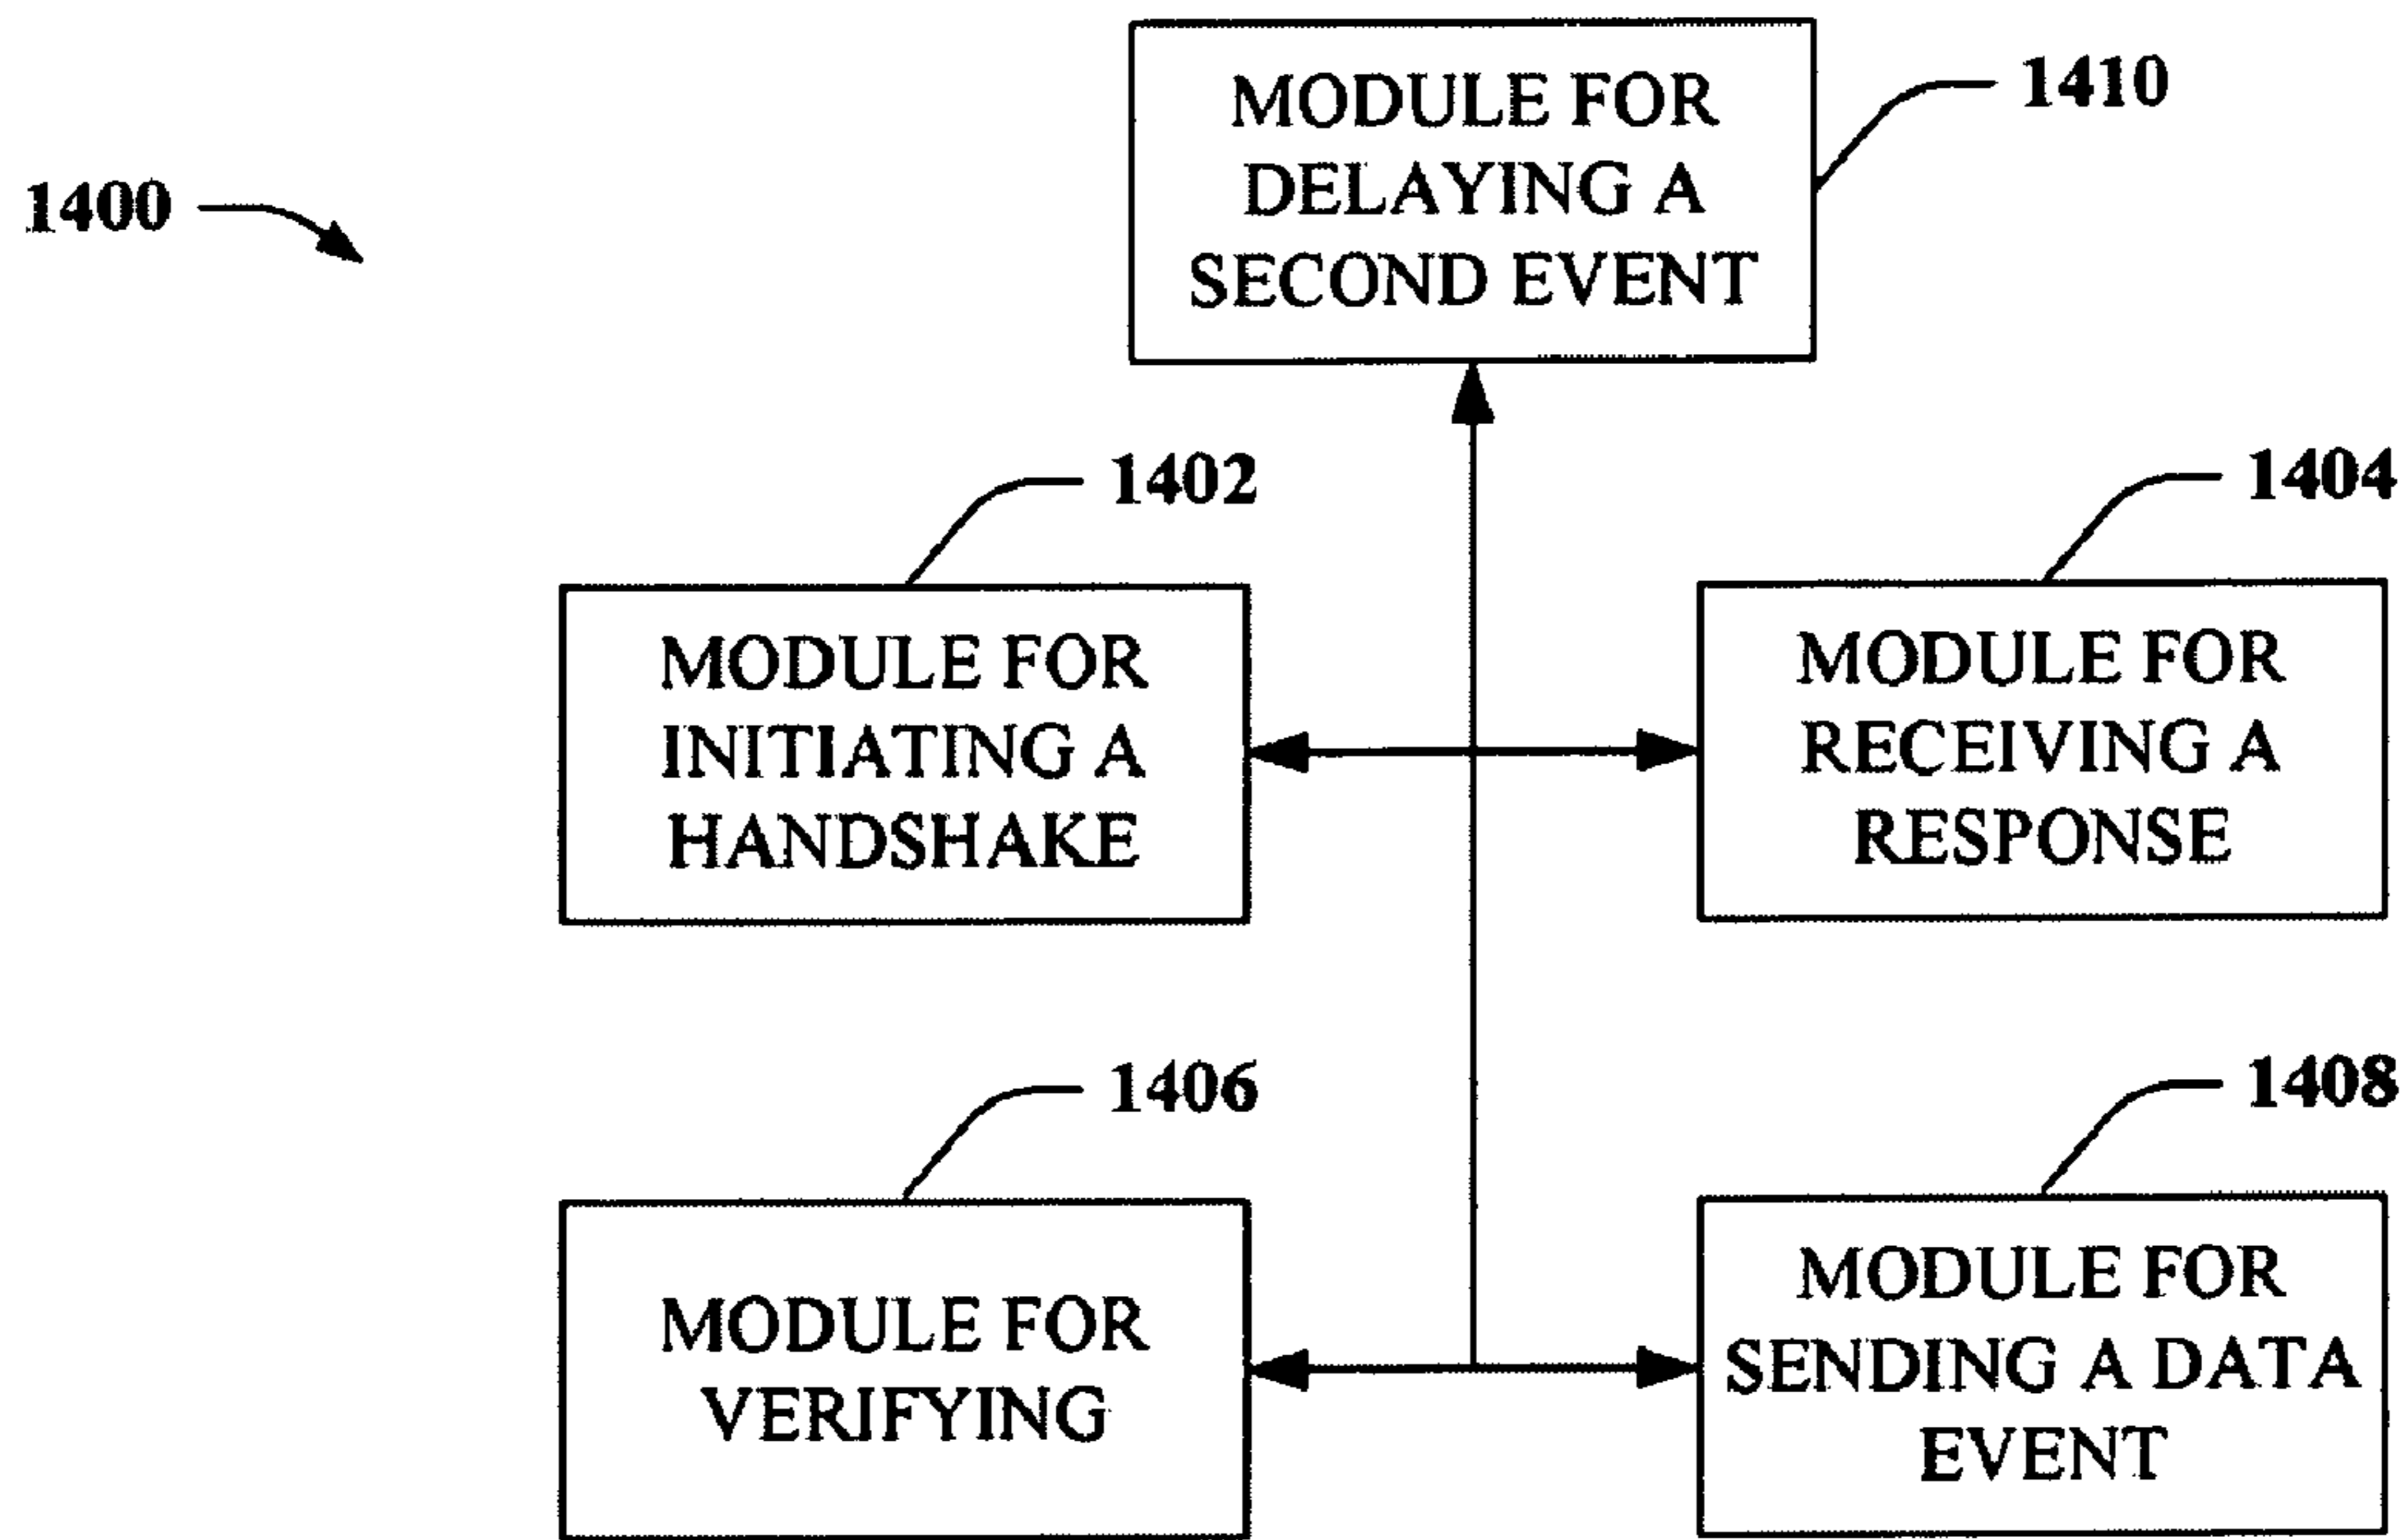 MODULE FOR
DELAYING A
SECOND EVENT
1410
1400
1402
1404
MODULE FOR
INITIATING A
HANDSHAKE
MODULE FOR
RECEIVING A
RESPONSE
1406
1408
MODULE FOR
VERIFYING
MODULE FOR
SENDING A DATA
EVENT